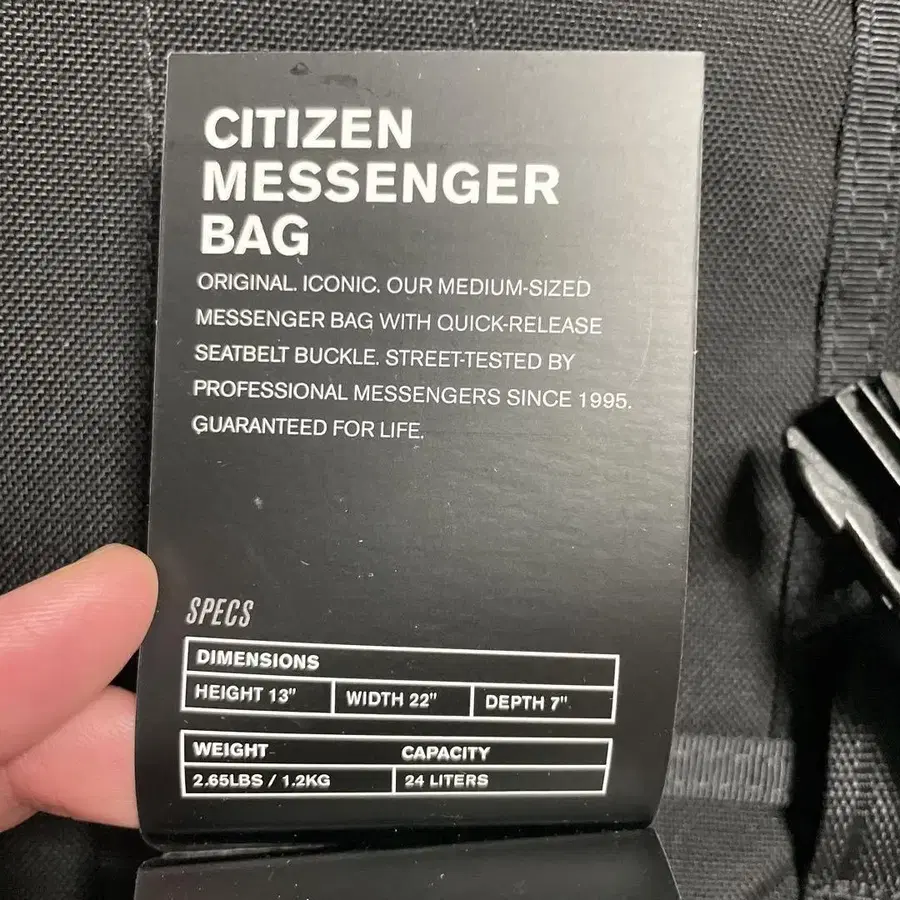 CITIZEN
MESSENGER
BAG
ORIGINAL. ICONIC. OUR MEDIUM-SIZED
MESSENGER BAG WITH QUICK-RELEASE
SEATBELT BUCKLE. STREET-TESTED BY
PROFESSIONAL MESSENGERS SINCE 1995.
GUARANTEED FOR LIFE.
SPECS
DIMENSIONS
HEIGHT 13" WIDTH 22" DEPTH 7"
WEIGHT CAPACITY
2.65LBS / 1.2KG 24 LITERS